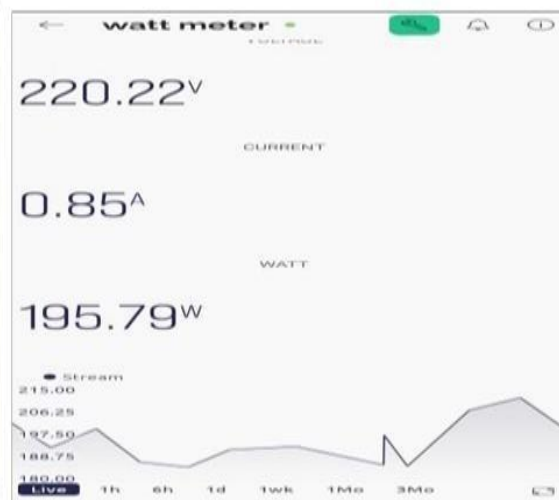 watt meter
VOLTAGE
220.22V
CURRENT
0.85A
WATT
195.79W
Stream
215.00
206.25
197.50
188.75
180.00
Live 1h 6h 1d 1wk 1Mo 3Mo